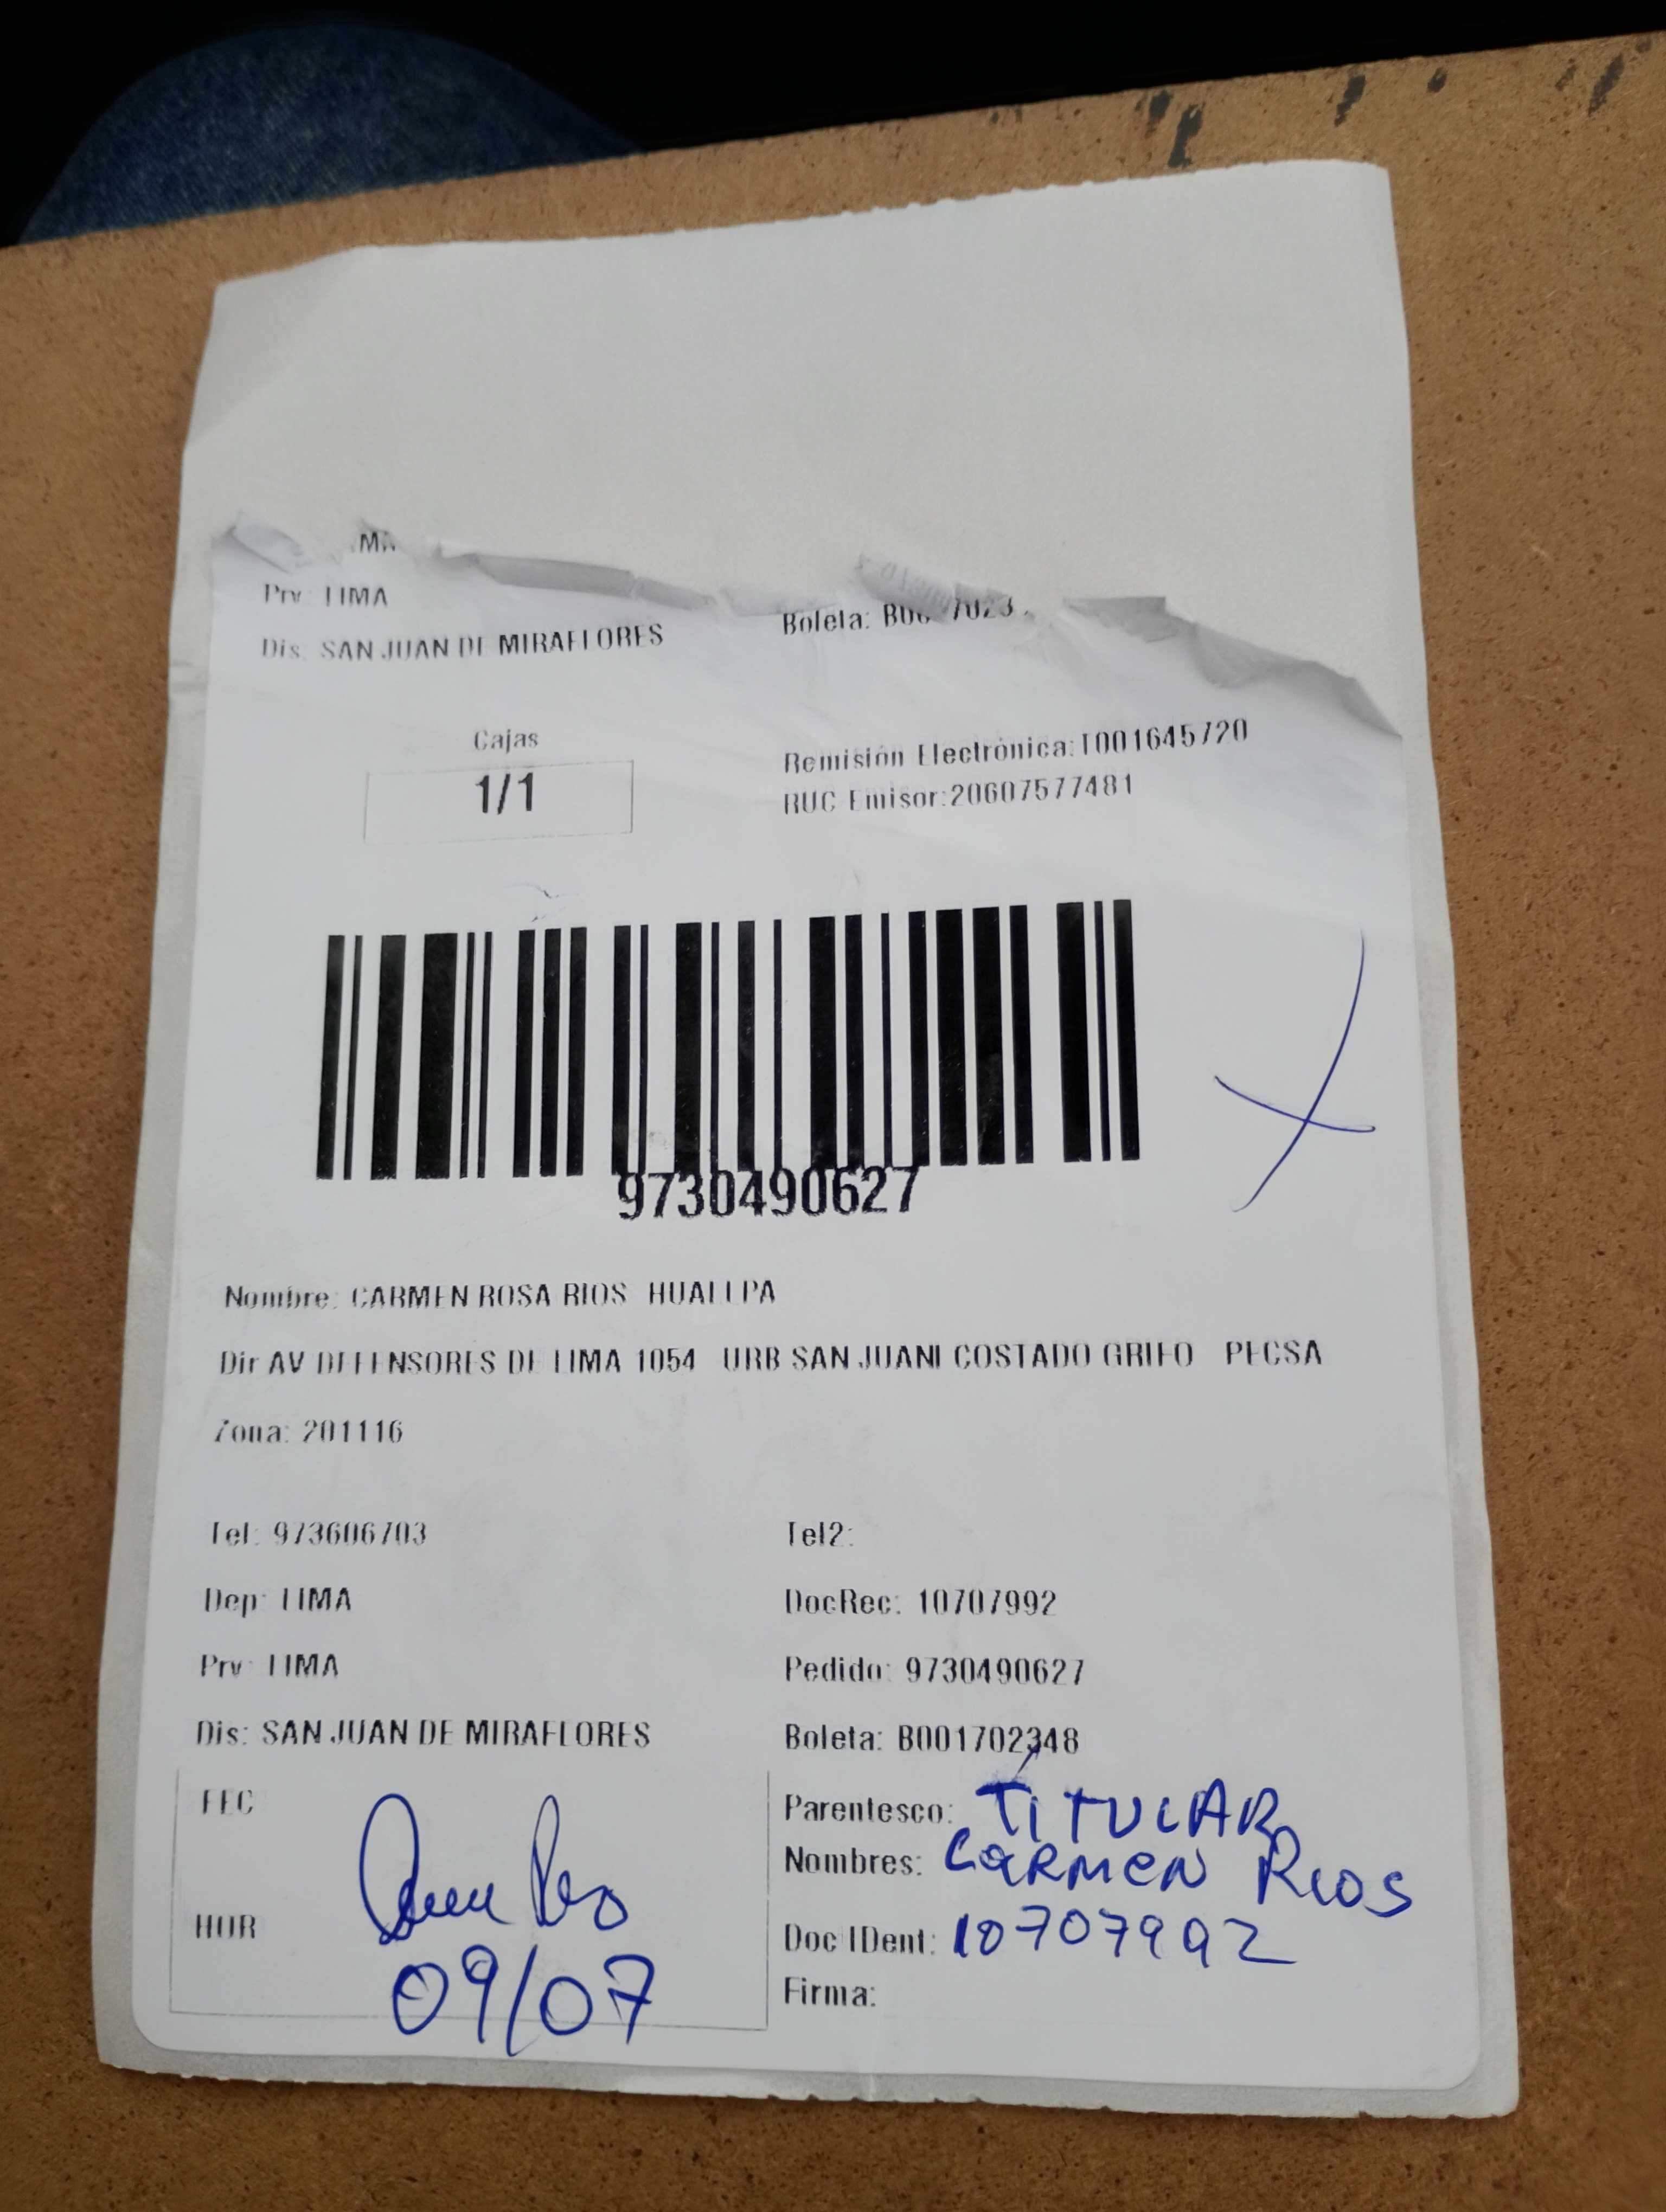 Prv: LIMA
Dis: SAN JUAN DE MIRAFLORES
Boleta:
Cajas
1/1
Remisión Electrónica:T001645720
RUC Emisor:20607577481
9730490627
Nombre: CARMEN ROSA RIOS HUALLPA
Dir AV DEFENSORES DE LIMA 1054 URB SAN JUANI COSTADO GRIFO PECSA
Zona: 201116
Tel: 973606703
Tel2:
Dep: LIMA
DocRec: 10707992
Prv: LIMA
Pedido: 9730490627
Dis: SAN JUAN DE MIRAFLORES
Boleta: B001702348
FEC
Parentesco: TITULAR
Nombres: CARMEN RIOS
HOR
Doc IDent: 10707992
09/07
Firma: